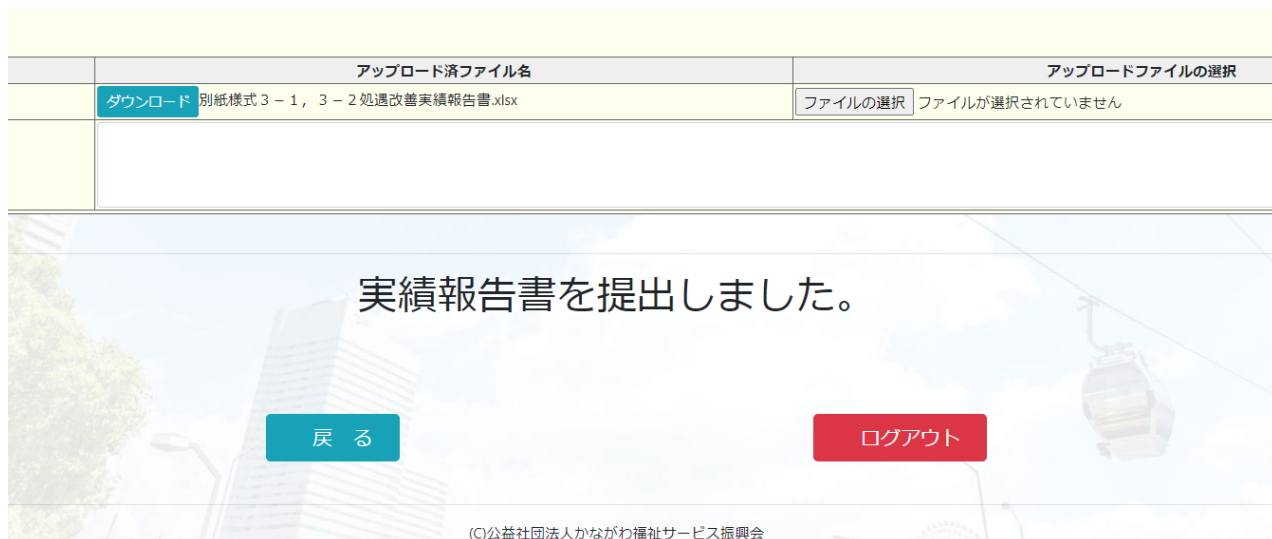 アップロード済ファイル名 アップロードファイルの選択
ダウンロード 別紙様式３－１，３－２処遇改善実績報告書.xlsx ファイルの選択 ファイルが選択されていません
実績報告書を提出しました。
戻　る ログアウト
(C)公益社団法人かながわ福祉サービス振興会